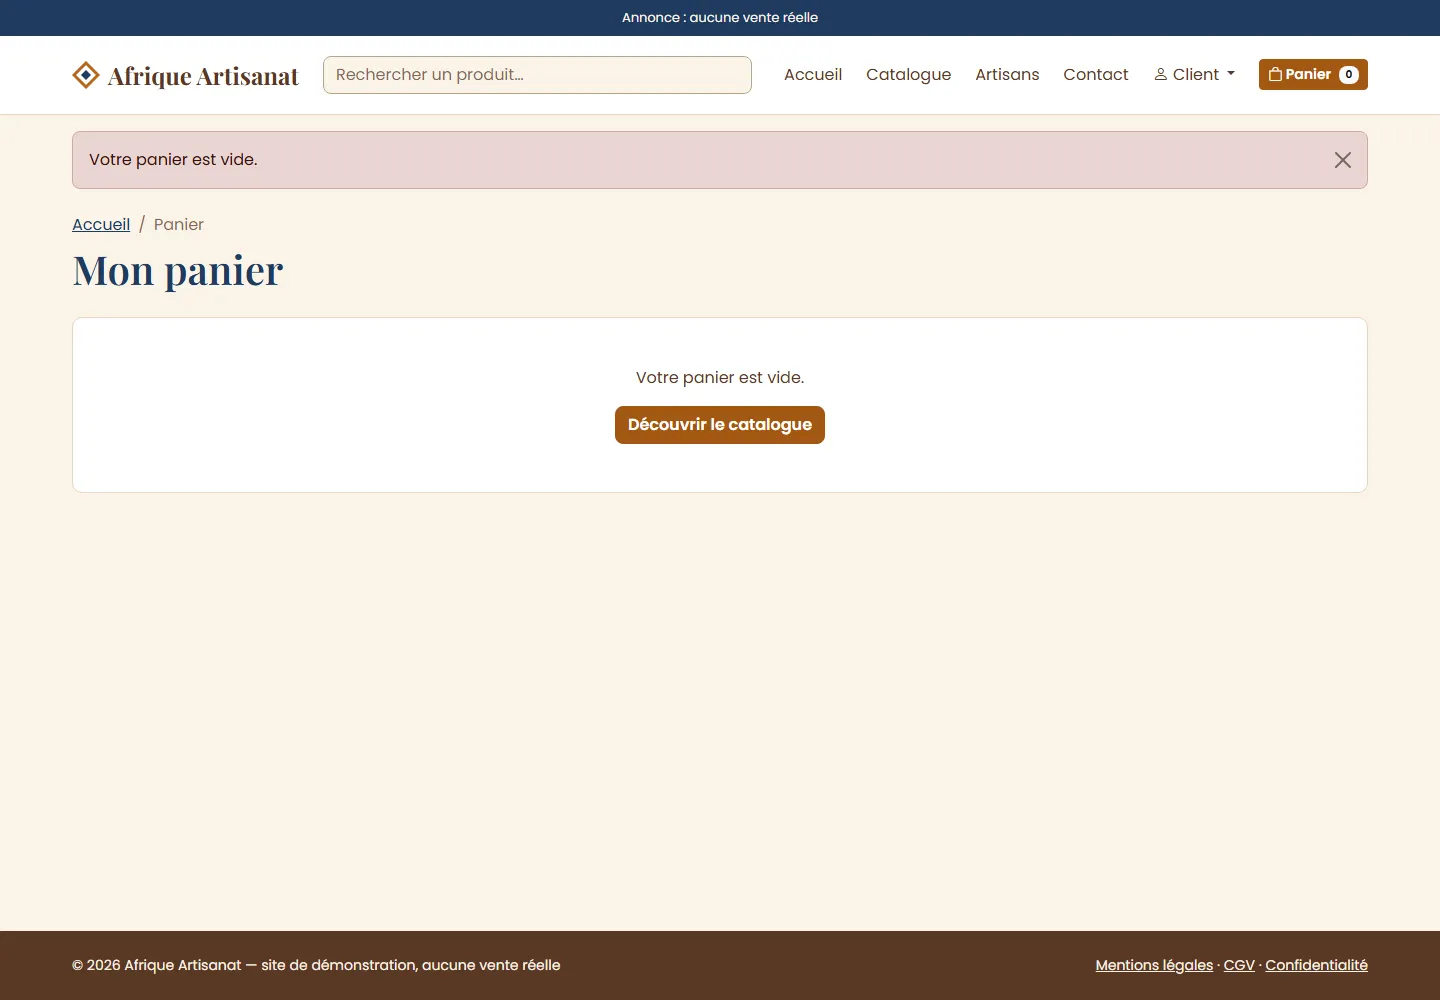 Annonce : aucune vente réelle
Afrique Artisanat
Rechercher un produit...
Accueil
Catalogue
Artisans
Contact
Client
Panier 0
Votre panier est vide.
Accueil / Panier
Mon panier
Votre panier est vide.
Découvrir le catalogue
© 2026 Afrique Artisanat — site de démonstration, aucune vente réelle
Mentions légales · CGV · Confidentialité